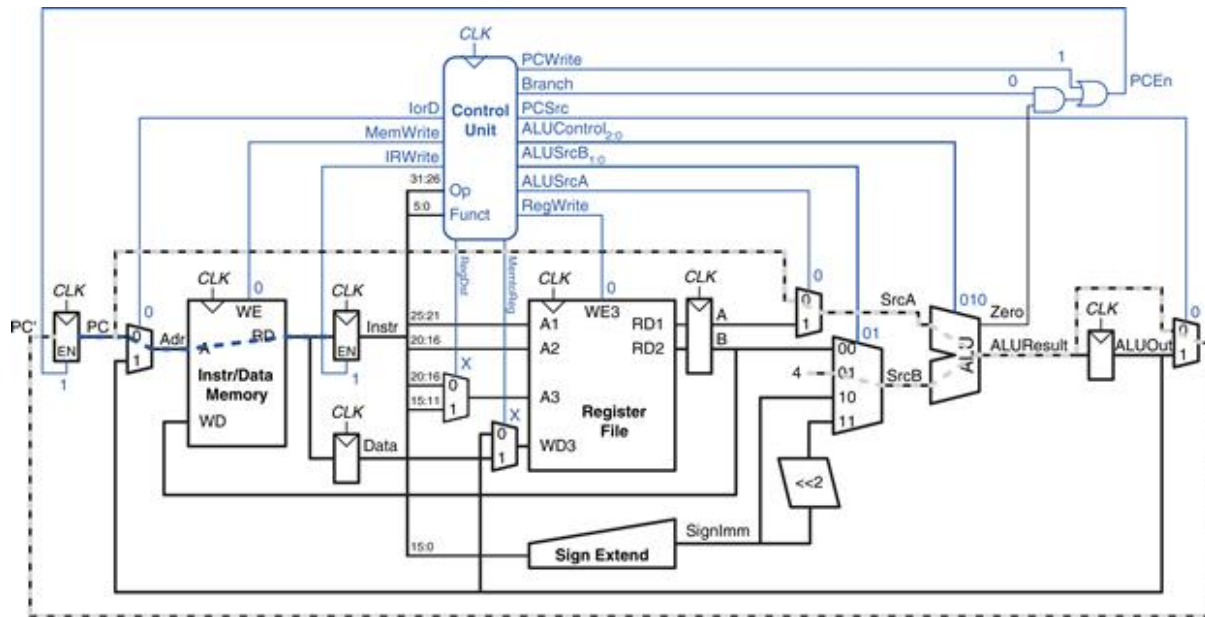 CLK
PCWrite
1
Branch
0
PCEn
IorD
Control
Unit
PCSrc
MemWrite
ALUControl2:0
IRWrite
ALUSrcB1:0
31:26
Op
ALUSrcA
5:0
Funct
RegWrite
RegDst
MemtoReg
CLK
CLK
0
CLK
CLK
0
CLK
0
0
WE
WE3
0
1
SrcA
010
Zero
CLK
0
PC'
PC
EN
1
0
1
Adr
A
RD
EN
1
Instr
25:21
A1
RD1
A
20:16
A2
RD2
B
00
01
4
01
10
11
SrcB
ALU
ALUResult
ALUOut
0
1
Instr/Data
Memory
20:16
15:11
X
0
1
A3
Register
File
WD
CLK
Data
X
0
1
WD3
<<2
15:0
Sign Extend
SignImm